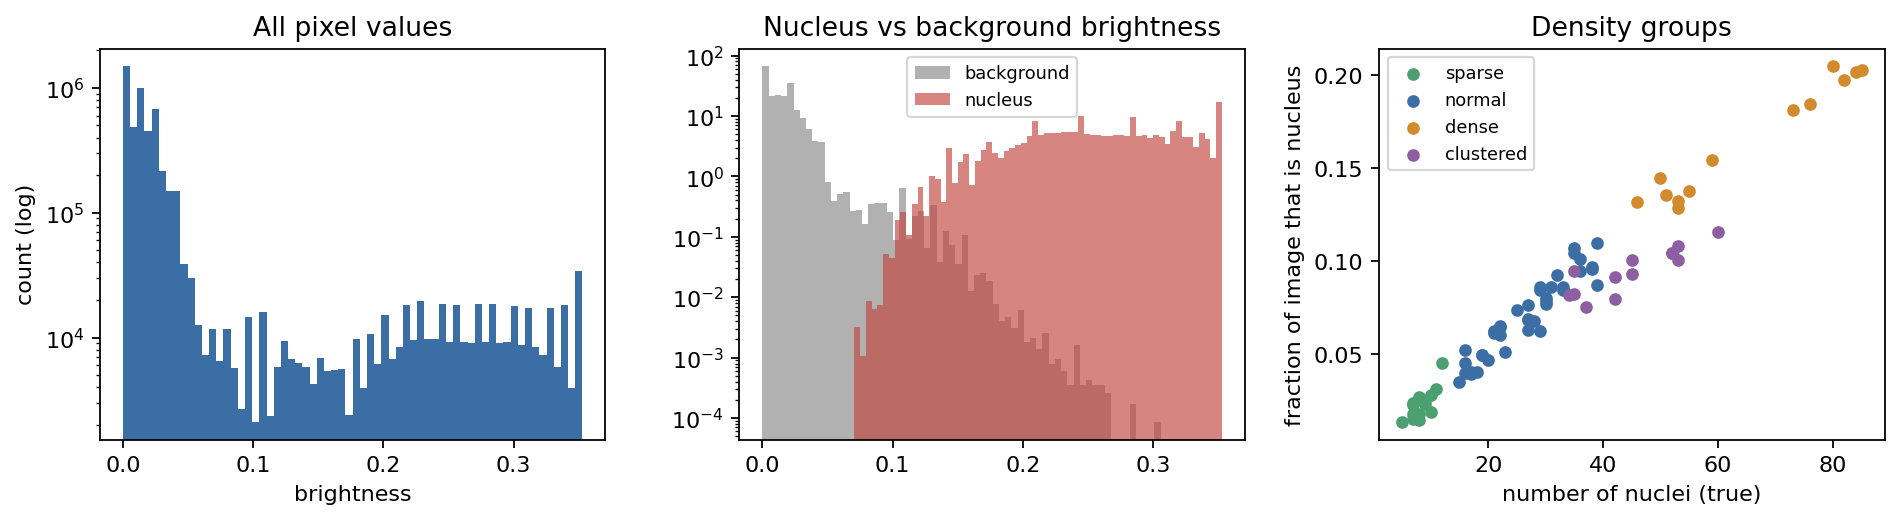 All pixel values
10^6
10^5
10^4
count (log)
0.0 0.1 0.2 0.3
brightness
Nucleus vs background brightness
background
nucleus
10^2
10^1
10^0
10^-1
10^-2
10^-3
10^-4
0.0 0.1 0.2 0.3
Density groups
sparse
normal
dense
clustered
0.20
0.15
0.10
0.05
fraction of image that is nucleus
20 40 60 80
number of nuclei (true)